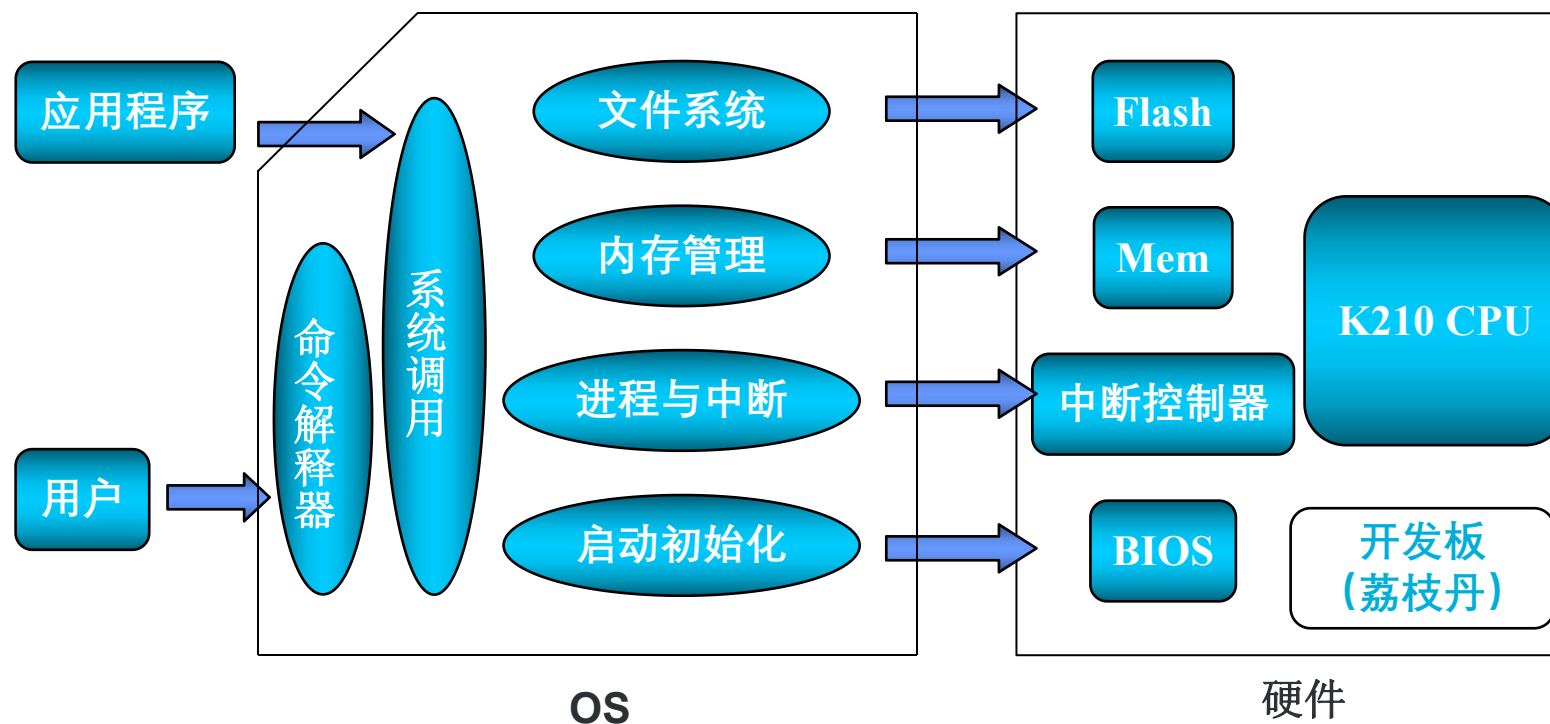 应用程序
用户
命令解释器
系统调用
文件系统
内存管理
进程与中断
启动初始化
OS
Flash
Mem
中断控制器
BIOS
K210 CPU
开发板
(荔枝丹)
硬件